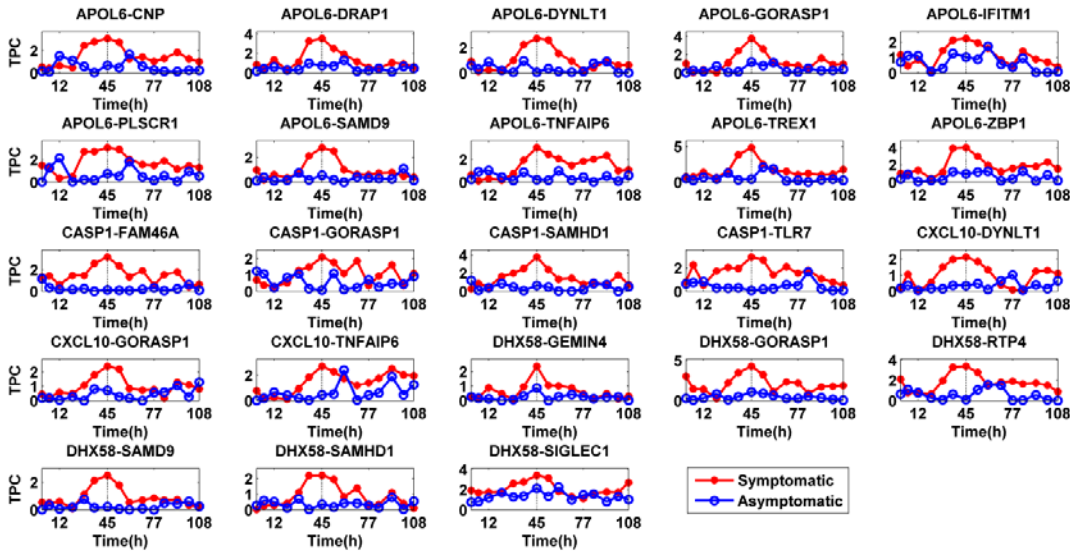 APOL6-CNP APOL6-DRAP1 APOL6-DYNLT1 APOL6-GORASP1 APOL6-IFITM1
TPC 2 0 4 2 0 2 1 0 4 2 0 2 1 0
12 45 77 108 12 45 77 108 12 45 77 108 12 45 77 108 12 45 77 108
Time(h) Time(h) Time(h) Time(h) Time(h)
APOL6-PLSCR1 APOL6-SAMD9 APOL6-TNFAIP6 APOL6-TREX1 APOL6-ZBP1
TPC 2 0 2 0 2 0 5 0 4 2 0
12 45 77 108 12 45 77 108 12 45 77 108 12 45 77 108 12 45 77 108
Time(h) Time(h) Time(h) Time(h) Time(h)
CASP1-FAM46A CASP1-GORASP1 CASP1-SAMHD1 CASP1-TLR7 CXCL10-DYNLT1
TPC 2 0 2 1 0 4 2 0 2 0 2 1 0
12 45 77 108 12 45 77 108 12 45 77 108 12 45 77 108 12 45 77 108
Time(h) Time(h) Time(h) Time(h) Time(h)
CXCL10-GORASP1 CXCL10-TNFAIP6 DHX58-GEMIN4 DHX58-GORASP1 DHX58-RTP4
TPC 2 1 0 2 1 0 2 1 0 5 0 2 0
12 45 77 108 12 45 77 108 12 45 77 108 12 45 77 108 12 45 77 108
Time(h) Time(h) Time(h) Time(h) Time(h)
DHX58-SAMD9 DHX58-SAMHD1 DHX58-SIGLEC1
TPC 2 0 2 1 0 4 2 0
12 45 77 108 12 45 77 108 12 45 77 108
Time(h) Time(h) Time(h)
Symptomatic
Asymptomatic